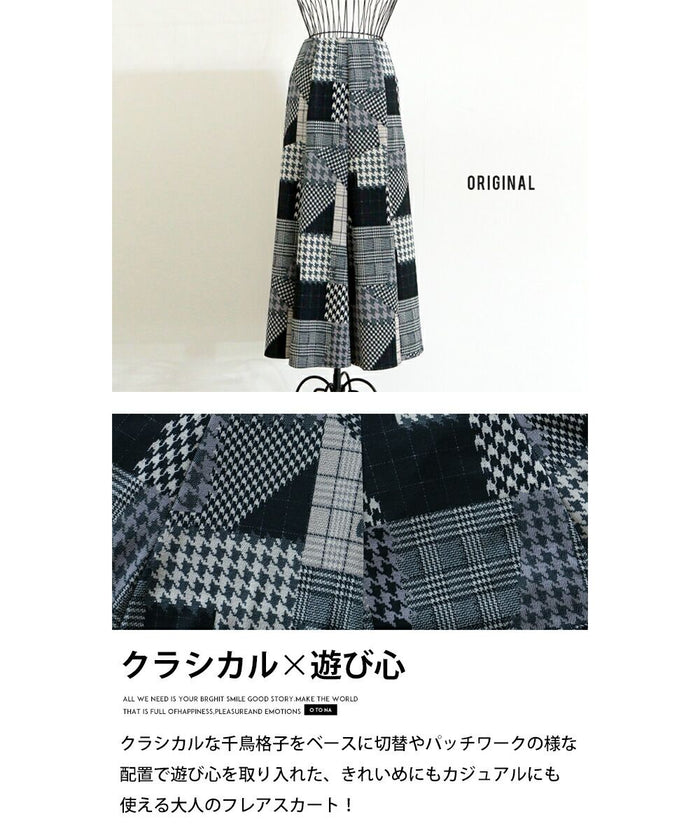 ORIGINAL
クラシカル×遊び心
ALL WE NEED IS YOUR BRGHIT SMILE GOOD STORY.MAKE THE WORLD
THAT IS FULL OFHAPPINESS.PLEASUREAND EMOTIONS OTONA
クラシカルな千鳥格子をベースに切替やパッチワークの様な
配置で遊び心を取り入れた、きれいめにもカジュアルにも
使える大人のフレアスカート！